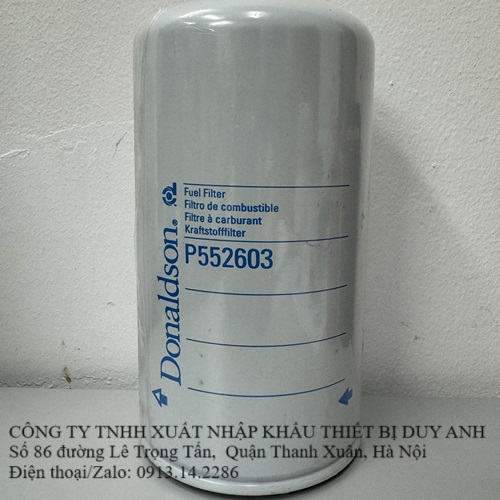 Donaldson®
Fuel Filter
Filtro de combustible
Filtre à carburant
Kraftstofffilter
P552603
CÔNG TY TNHH XUẤT NHẬP KHẨU THIẾT BỊ DUY ANH
Số 86 đường Lê Trọng Tấn, Quận Thanh Xuân, Hà Nội
Điện thoại/Zalo: 0913.14.2286